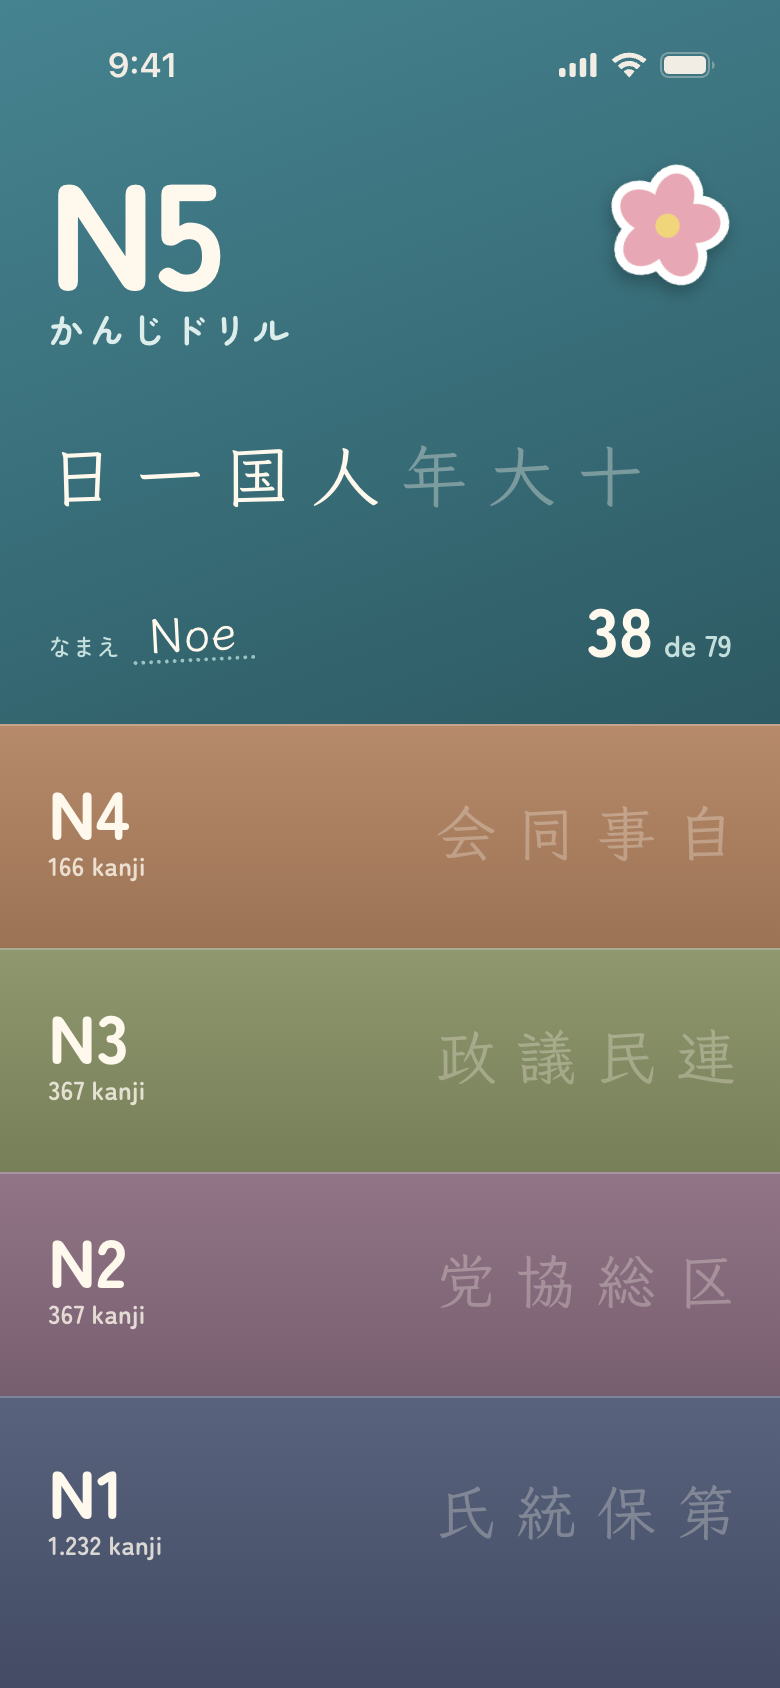 9:41
N5
かんじドリル
日一国人年大十
なまえ Noe
38 de 79
N4
166 kanji
会同事自
N3
367 kanji
政議民連
N2
367 kanji
党協総区
N1
1.232 kanji
氏統保第